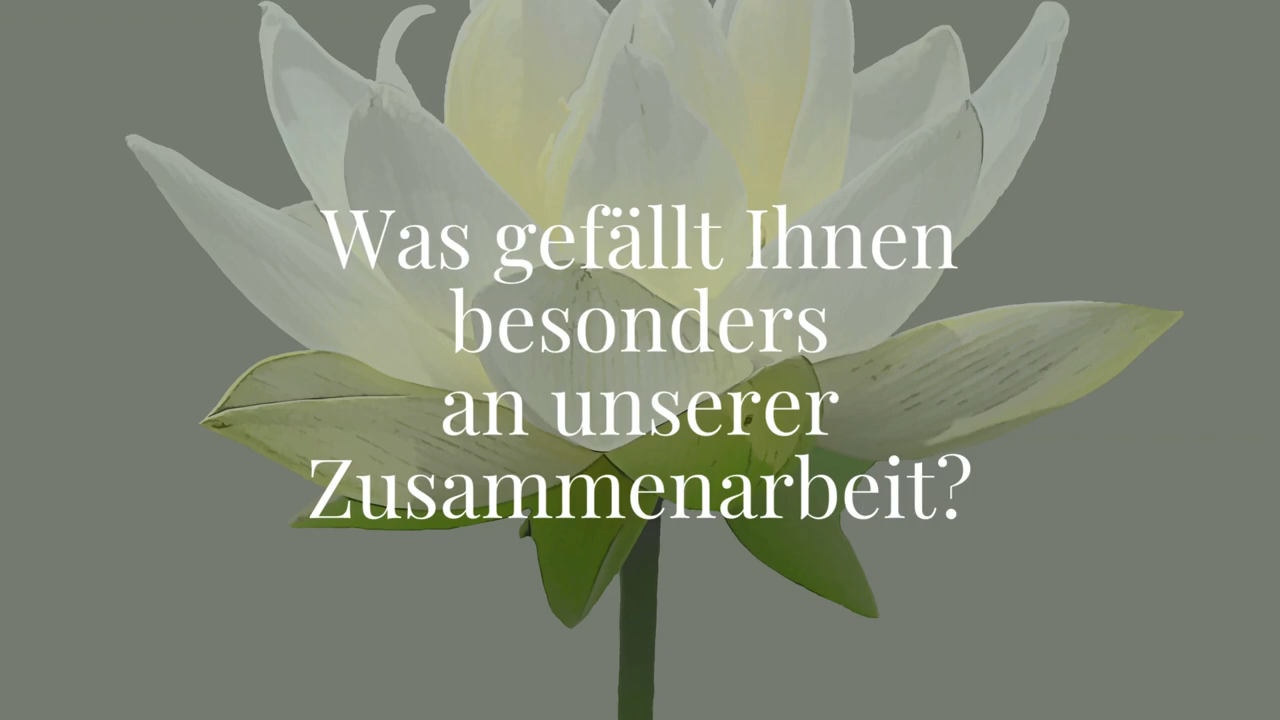 Was gefällt Ihnen
besonders
an unserer
Zusammenarbeit?